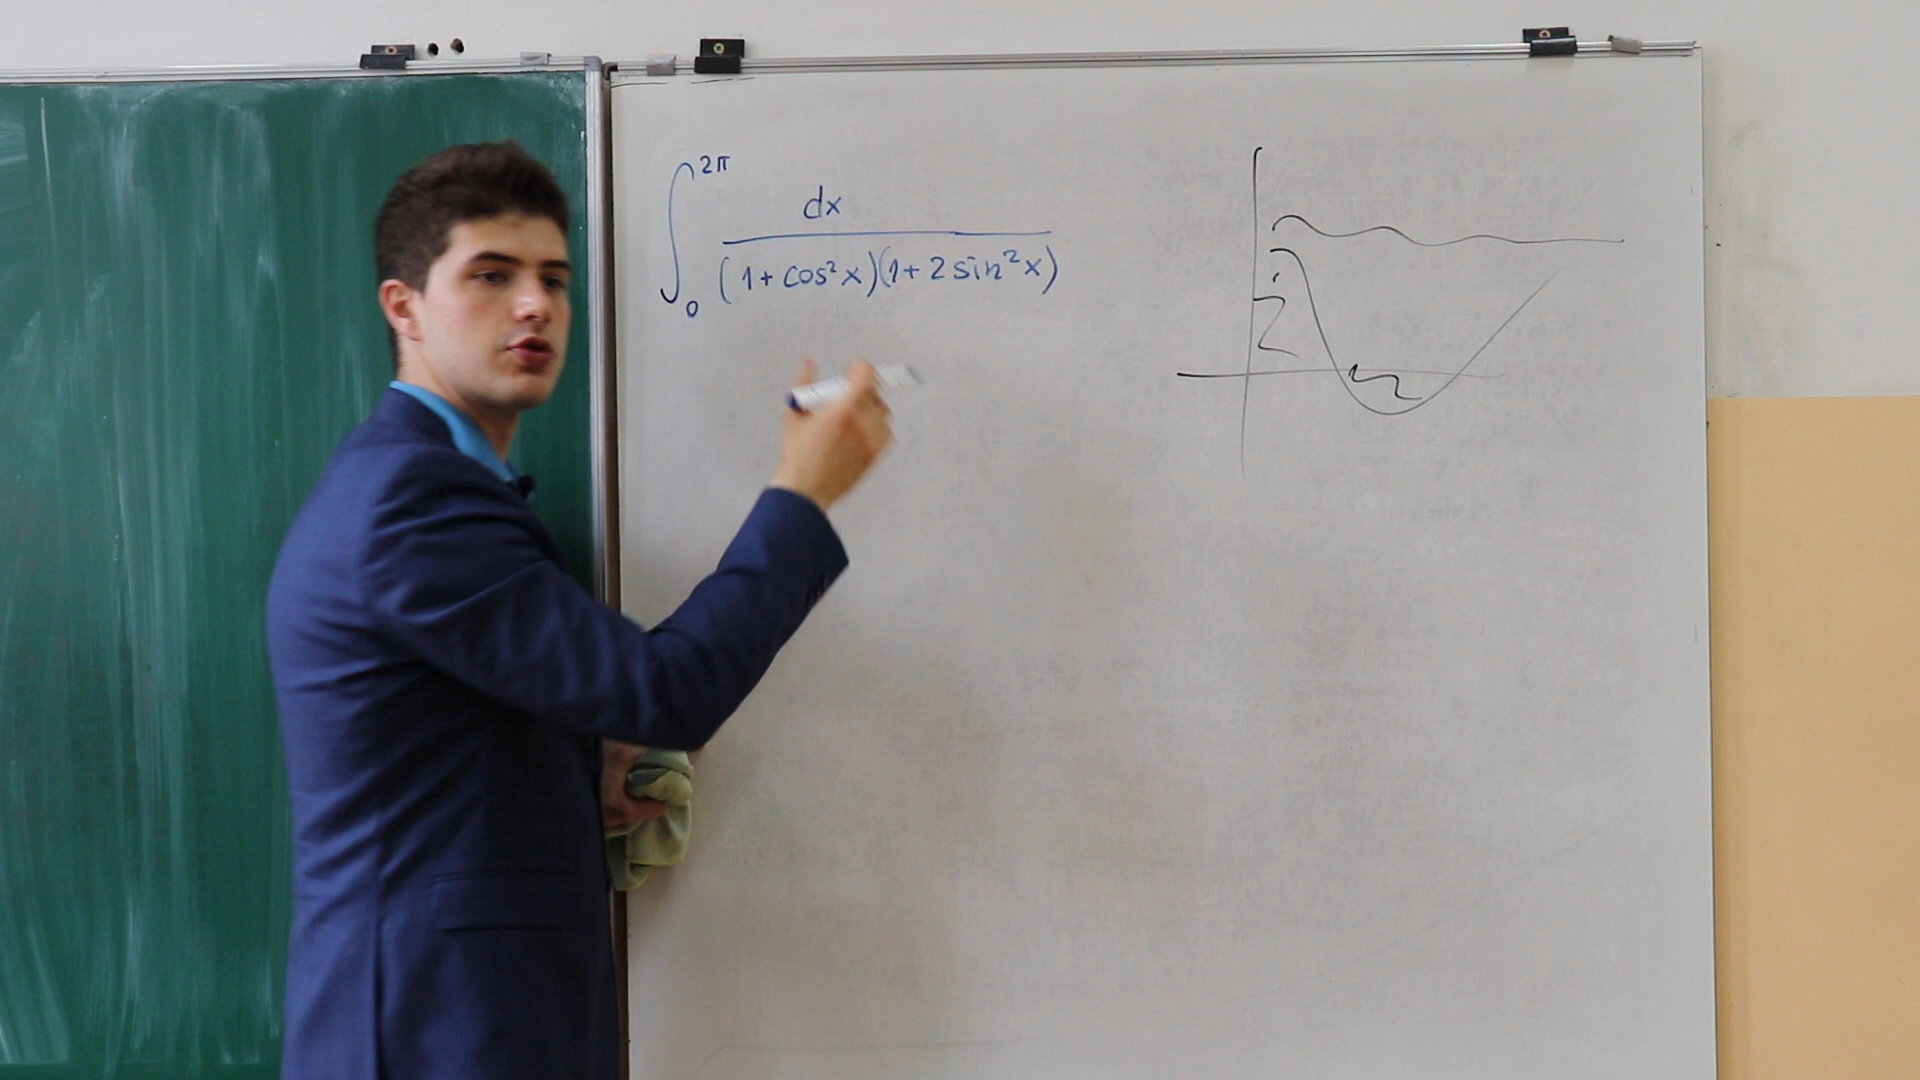 ∫₀^{2π} dx / (1+cos²x)(1+2sin²x)